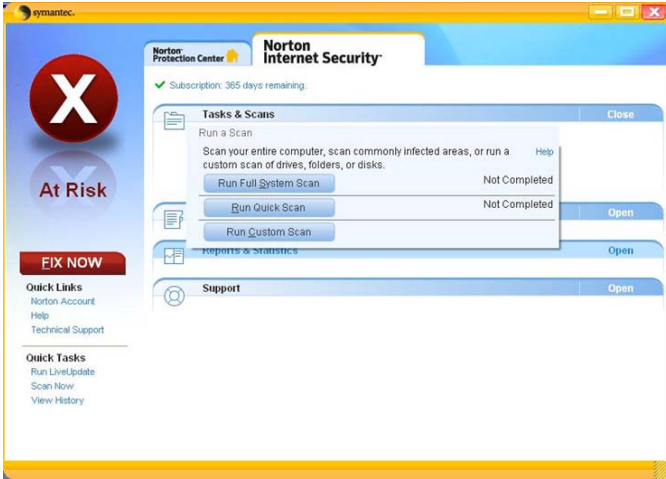 symantec.
Norton
Protection Center
Norton
Internet Security
Subscription: 365 days remaining.
X
At Risk
FIX NOW
Quick Links
Norton Account
Help
Technical Support
Quick Tasks
Run LiveUpdate
Scan Now
View History
Tasks & Scans
Close
Run a Scan
Scan your entire computer, scan commonly infected areas, or run a
custom scan of drives, folders, or disks.
Help
Run Full System Scan
Not Completed
Run Quick Scan
Not Completed
Run Custom Scan
Open
Reports & Statistics
Open
Support
Open